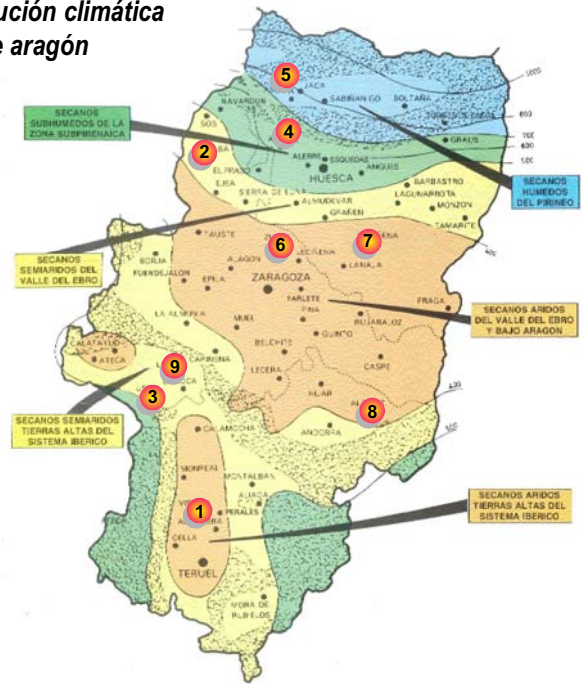 ución climática
aragón
SECANOS
SUBHUMEDOS DE LA
ZONA SUBPIRENAICA
SECANOS
HUMEDOS
DEL PIRINEO
SECANOS
SEMIARIDOS DEL
VALLE DEL EBRO
SECANOS ARIDOS
DEL VALLE DEL EBRO
Y BAJO ARAGON
SECANOS SEMIARIDOS
TIERRAS ALTAS DEL
SISTEMA IBERICO
SECANOS ARIDOS
TIERRAS ALTAS DEL
SISTEMA IBERICO
5
JACA
1000
SABIÑANIGO
NAVARDUN
SOS
800
4
700
GRAUS
600
2
ALERRE
ESQUEDAS
500
HUESCA
ANGUES
EJEA
SIERRA DE LUNA
BARBASTRO
LAGUNARROTA
ALMUDEVAR
MONZON
GRAÑEN
TAMARITE
TAUSTE
6
7
400
BORJA
LECIÑENA
ALAGON
LANAJA
FUENDEJALON
EPILA
ZARAGOZA
FARLETE
FRAGA
PINA
LA ALMUNIA
MUEL
BUJARALOZ
QUINTO
CALATAYUD
BELCHITE
ATECA
9
CARIÑENA
CASPE
LECERA
3
HIJAR
400
8
CALAMOCHA
ANDORRA
500
MONREAL
MONTALBAN
ALIAGA
1
PERALES
CELLA
TERUEL
MORA DE
RUBIELOS